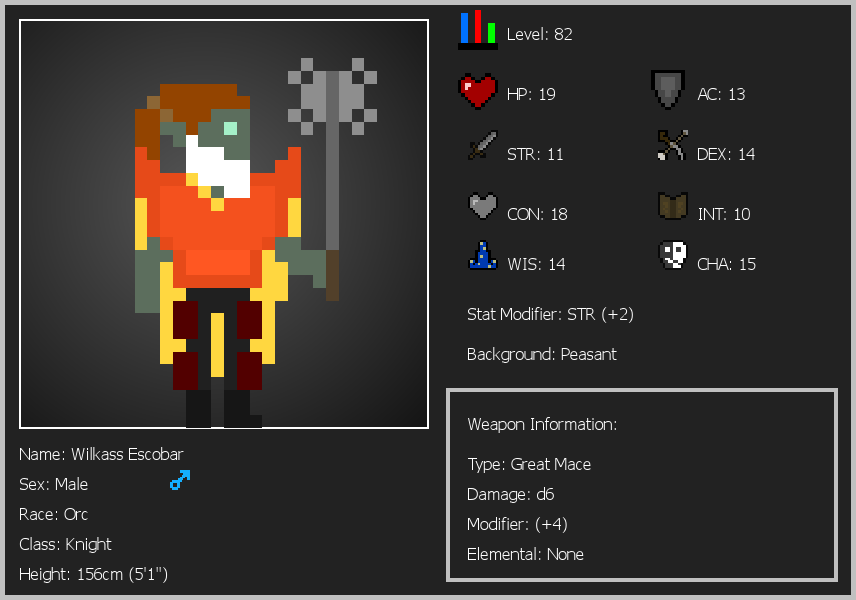 Level: 82
HP: 19
AC: 13
STR: 11
DEX: 14
CON: 18
INT: 10
WIS: 14
CHA: 15
Stat Modifier: STR (+2)
Background: Peasant
Weapon Information:
Type: Great Mace
Damage: d6
Modifier: (+4)
Elemental: None
Name: Wilkass Escobar
Sex: Male
Race: Orc
Class: Knight
Height: 156cm (5'1")